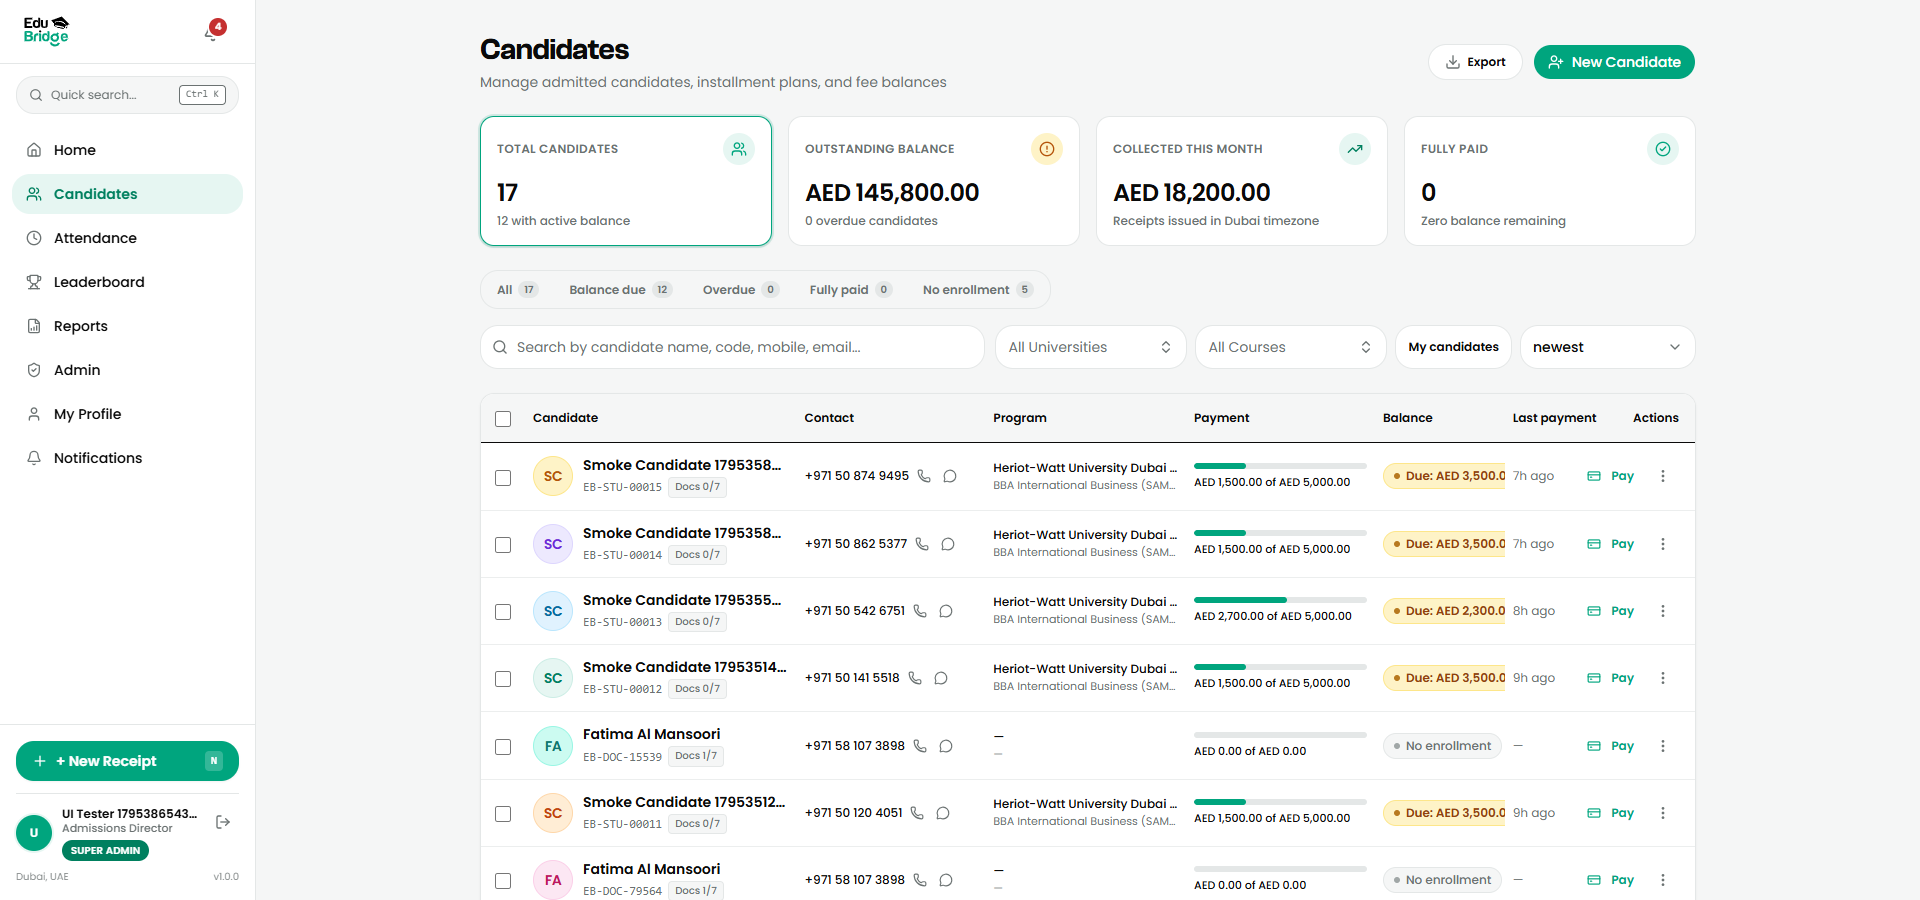 Edu
Bridge
4
Quick search...
Ctrl K
Home
Candidates
Attendance
Leaderboard
Reports
Admin
My Profile
Notifications
+ New Receipt
N
U
UI Tester 1795386543...
Admissions Director
SUPER ADMIN
Dubai, UAE
v1.0.0
Candidates
Manage admitted candidates, installment plans, and fee balances
Export
New Candidate
TOTAL CANDIDATES
17
12 with active balance
OUTSTANDING BALANCE
AED 145,800.00
0 overdue candidates
COLLECTED THIS MONTH
AED 18,200.00
Receipts issued in Dubai timezone
FULLY PAID
0
Zero balance remaining
All 17
Balance due 12
Overdue 0
Fully paid 0
No enrollment 5
Search by candidate name, code, mobile, email...
All Universities
All Courses
My candidates
newest
Candidate Contact Program Payment Balance Last payment Actions
SC
Smoke Candidate 1795358...
EB-STU-00015 Docs 0/7
+971 50 874 9495
Heriot-Watt University Dubai ...
BBA International Business (SAM...
AED 1,500.00 of AED 5,000.00
Due: AED 3,500.0
7h ago
Pay
SC
Smoke Candidate 1795358...
EB-STU-00014 Docs 0/7
+971 50 862 5377
Heriot-Watt University Dubai ...
BBA International Business (SAM...
AED 1,500.00 of AED 5,000.00
Due: AED 3,500.0
7h ago
Pay
SC
Smoke Candidate 1795355...
EB-STU-00013 Docs 0/7
+971 50 542 6751
Heriot-Watt University Dubai ...
BBA International Business (SAM...
AED 2,700.00 of AED 5,000.00
Due: AED 2,300.0
8h ago
Pay
SC
Smoke Candidate 17953514...
EB-STU-00012 Docs 0/7
+971 50 141 5518
Heriot-Watt University Dubai ...
BBA International Business (SAM...
AED 1,500.00 of AED 5,000.00
Due: AED 3,500.0
9h ago
Pay
FA
Fatima Al Mansoori
EB-DOC-15539 Docs 1/7
+971 58 107 3898
—
—
AED 0.00 of AED 0.00
No enrollment
—
Pay
SC
Smoke Candidate 17953512...
EB-STU-00011 Docs 0/7
+971 50 120 4051
Heriot-Watt University Dubai ...
BBA International Business (SAM...
AED 1,500.00 of AED 5,000.00
Due: AED 3,500.0
9h ago
Pay
FA
Fatima Al Mansoori
EB-DOC-79564 Docs 1/7
+971 58 107 3898
—
—
AED 0.00 of AED 0.00
No enrollment
—
Pay